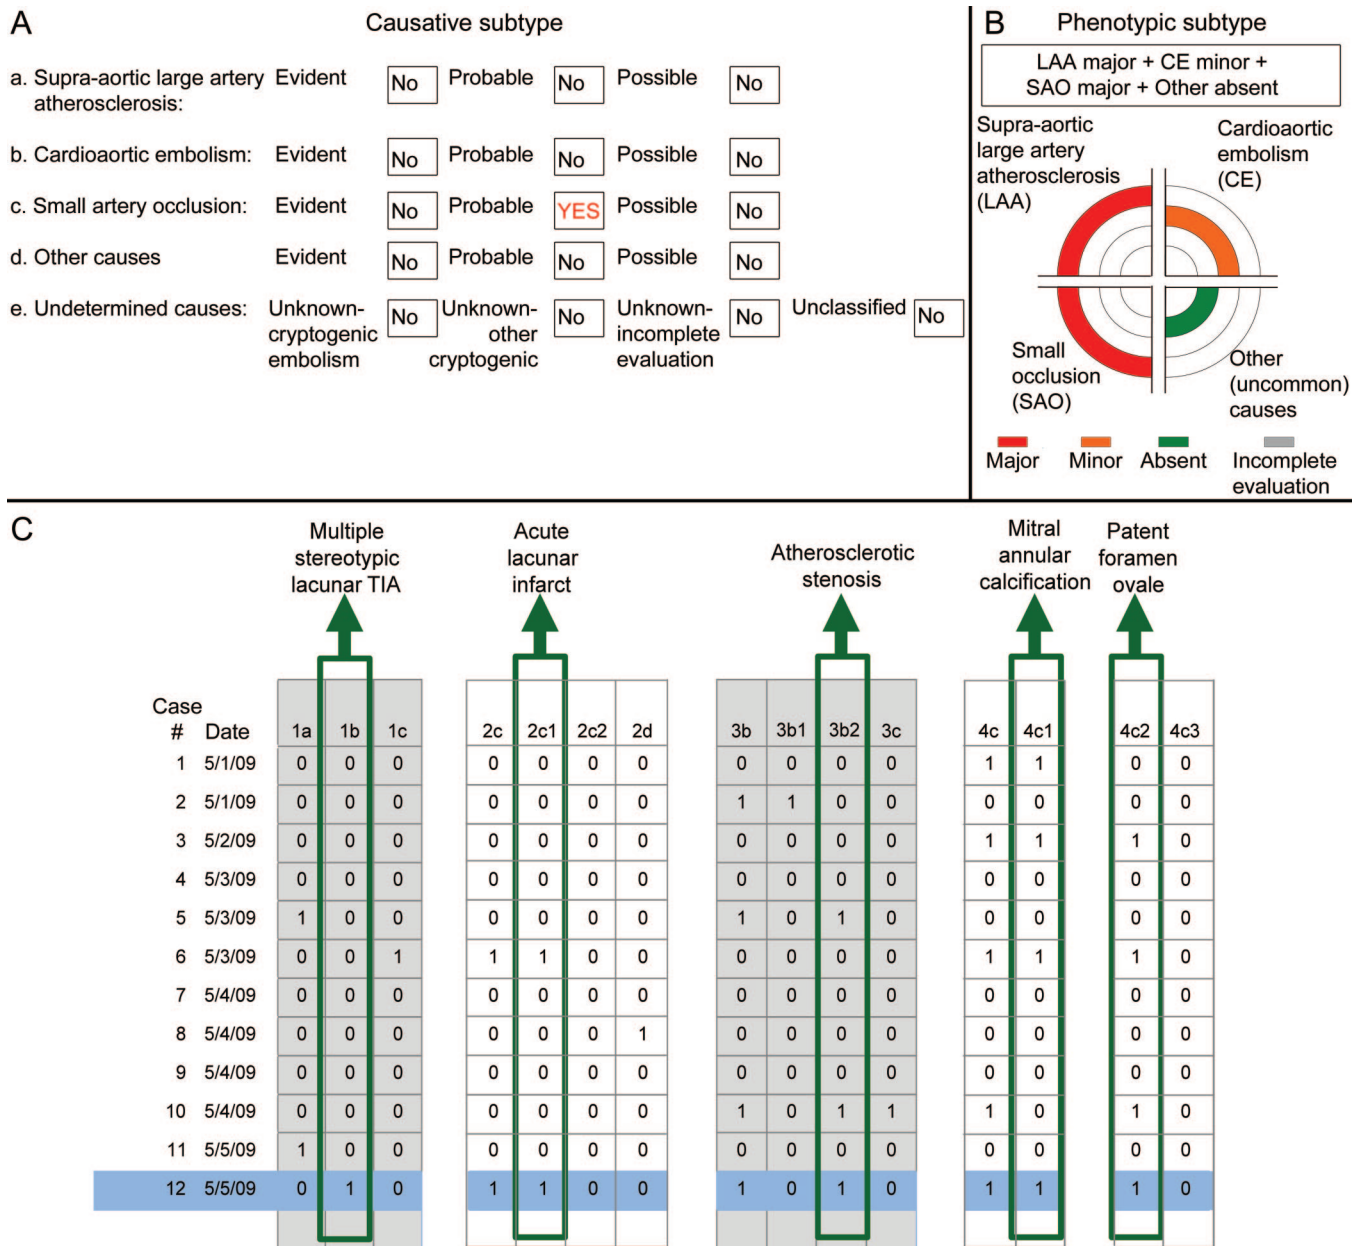 A
Causative subtype
a. Supra-aortic large artery atherosclerosis: Evident No Probable No Possible No
b. Cardioaortic embolism: Evident No Probable No Possible No
c. Small artery occlusion: Evident No Probable YES Possible No
d. Other causes Evident No Probable No Possible No
e. Undetermined causes: Unknown-cryptogenic embolism No Unknown-other cryptogenic No Unknown-incomplete evaluation No Unclassified No
B
Phenotypic subtype
LAA major + CE minor +
SAO major + Other absent
Supra-aortic
large artery
atherosclerosis
(LAA)
Cardioaortic
embolism
(CE)
Small
occlusion
(SAO)
Other
(uncommon)
causes
Major Minor Absent Incomplete
evaluation
C
Multiple
stereotypic
lacunar TIA
Acute
lacunar
infarct
Atherosclerotic
stenosis
Mitral
annular
calcification
Patent
foramen
ovale
Case
# Date 1a 1b 1c 2c 2c1 2c2 2d 3b 3b1 3b2 3c 4c 4c1 4c2 4c3
1 5/1/09 0 0 0 0 0 0 0 0 0 0 0 1 1 0 0
2 5/1/09 0 0 0 0 0 0 0 1 1 0 0 0 0 0 0
3 5/2/09 0 0 0 0 0 0 0 0 0 0 0 1 1 1 0
4 5/3/09 0 0 0 0 0 0 0 0 0 0 0 0 0 0 0
5 5/3/09 1 0 0 0 0 0 0 1 0 1 0 0 0 0 0
6 5/3/09 0 0 1 1 1 0 0 0 0 0 0 1 1 1 0
7 5/4/09 0 0 0 0 0 0 0 0 0 0 0 0 0 0 0
8 5/4/09 0 0 0 0 0 0 1 0 0 0 0 0 0 0 0
9 5/4/09 0 0 0 0 0 0 0 0 0 0 0 0 0 0 0
10 5/4/09 0 0 0 0 0 0 0 1 0 1 1 1 0 1 0
11 5/5/09 1 0 0 0 0 0 0 0 0 0 0 0 0 0 0
12 5/5/09 0 1 0 1 1 0 0 1 0 1 0 1 1 1 0